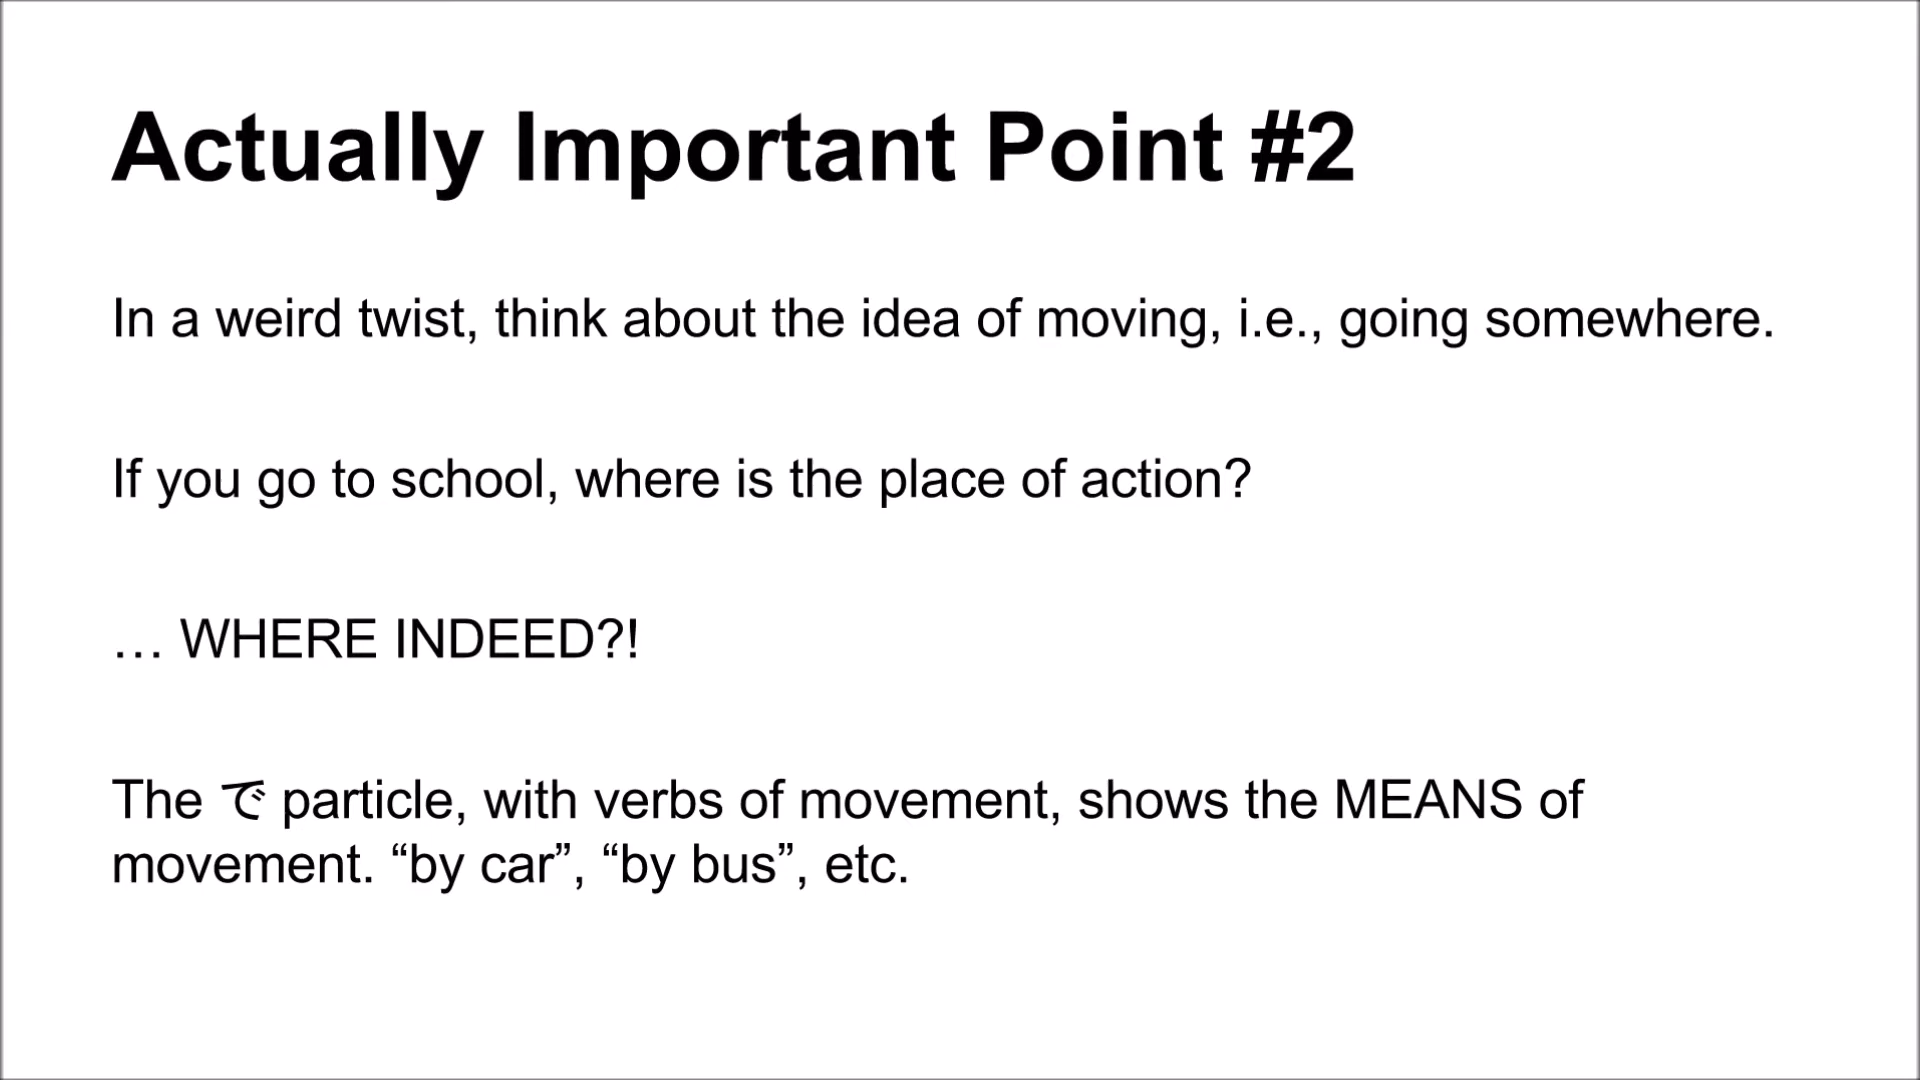 Actually Important Point #2
In a weird twist, think about the idea of moving, i.e., going somewhere.
If you go to school, where is the place of action?
… WHERE INDEED?!
The で particle, with verbs of movement, shows the MEANS of
movement. “by car”, “by bus”, etc.